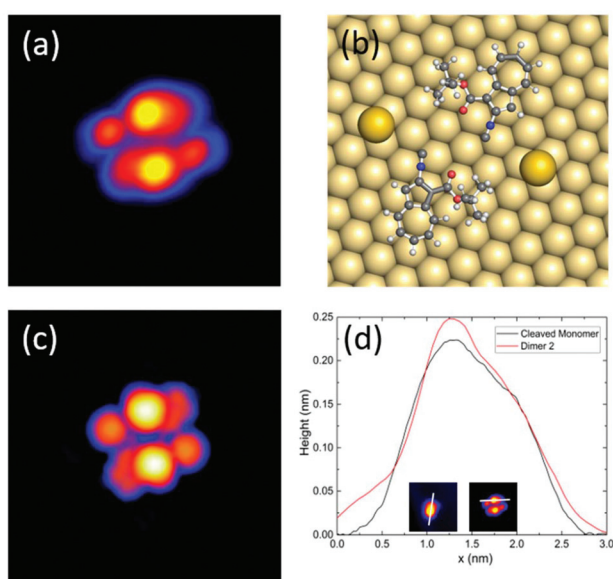 (a)
(b)
(c)
(d)
Cleaved Monomer
Dimer 2
Height (nm)
0.25
0.20
0.15
0.10
0.05
0.00
0.0 0.5 1.0 1.5 2.0 2.5 3.0
x (nm)